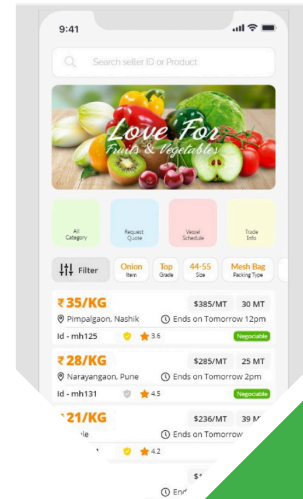 9:41
Search seller ID or Product
Love For
Fruits & Vegetables
All
Category
Request
Quote
Vessel
Schedule
Trade
Info
Filter
Onion
Item
Top
Grade
44-55
Size
Mesh Bag
Packing Type
₹35/KG
$385/MT 30 MT
Pimpalgaon, Nashik Ends on Tomorrow 12pm
Id - mh125 3.6 Negociable
₹28/KG
$285/MT 25 MT
Narayangaon, Pune Ends on Tomorrow 2pm
Id - mh131 4.5 Negociable
21/KG
$236/MT 39
Ends on Tomorrow
4.2